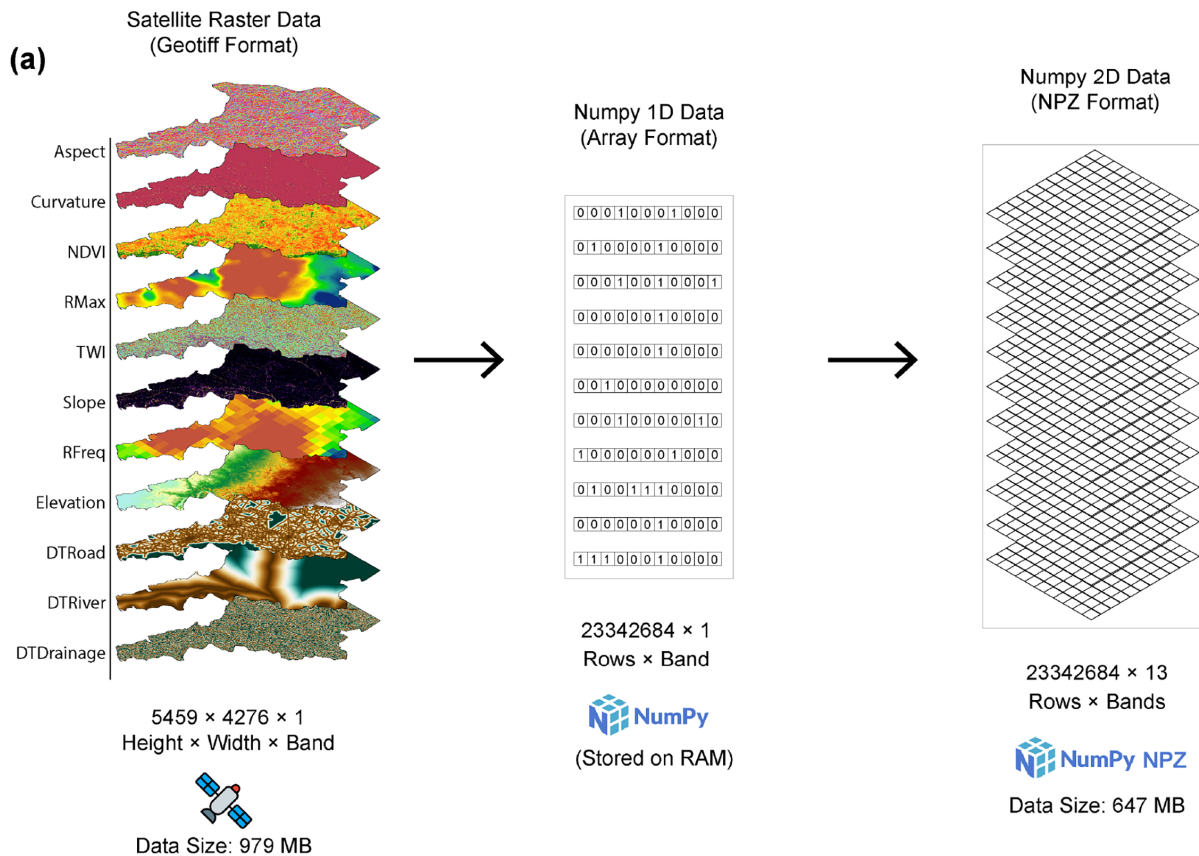 Satellite Raster Data
(Geotiff Format)
(a)
Aspect
Curvature
NDVI
RMax
TWI
Slope
RFreq
Elevation
DTRoad
DTRiver
DTDrainage
5459 × 4276 × 1
Height × Width × Band
Data Size: 979 MB
Numpy 1D Data
(Array Format)
0 0 0 1 0 0 0 1 0 0 0
0 1 0 0 0 0 1 0 0 0 0
0 0 0 1 0 0 1 0 0 0 1
0 0 0 0 0 0 1 0 0 0 0
0 0 0 0 0 0 1 0 0 0 0
0 0 1 0 0 0 0 0 0 0 0
0 0 0 1 0 0 0 0 0 1 0
1 0 0 0 0 0 0 1 0 0 0
0 1 0 0 1 1 1 0 0 0 0
0 0 0 0 0 0 1 0 0 0 0
1 1 1 0 0 0 1 0 0 0 0
23342684 × 1
Rows × Band
NumPy
(Stored on RAM)
Numpy 2D Data
(NPZ Format)
23342684 × 13
Rows × Bands
NumPy NPZ
Data Size: 647 MB